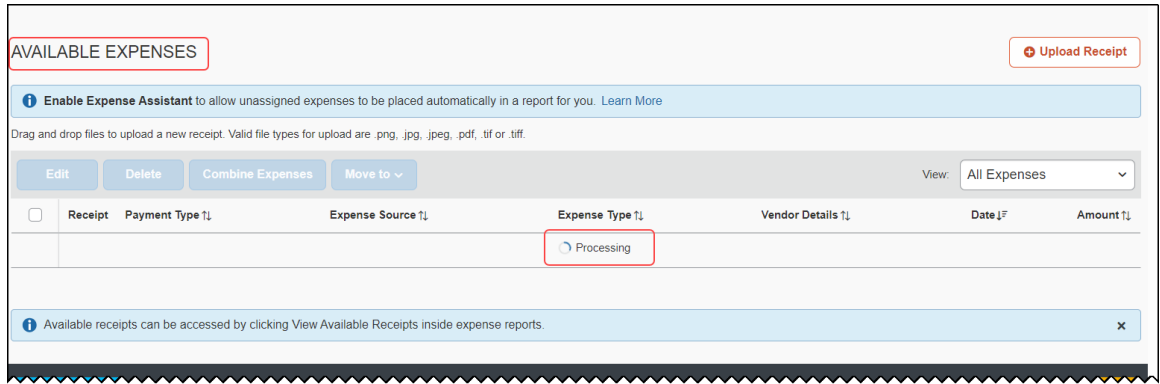 AVAILABLE EXPENSES
Upload Receipt
Enable Expense Assistant to allow unassigned expenses to be placed automatically in a report for you. Learn More
Drag and drop files to upload a new receipt. Valid file types for upload are .png, .jpg, .jpeg, .pdf, .tif or .tiff.
Edit Delete Combine Expenses Move to View: All Expenses
Receipt Payment Type Expense Source Expense Type Vendor Details Date Amount
Processing
Available receipts can be accessed by clicking View Available Receipts inside expense reports.